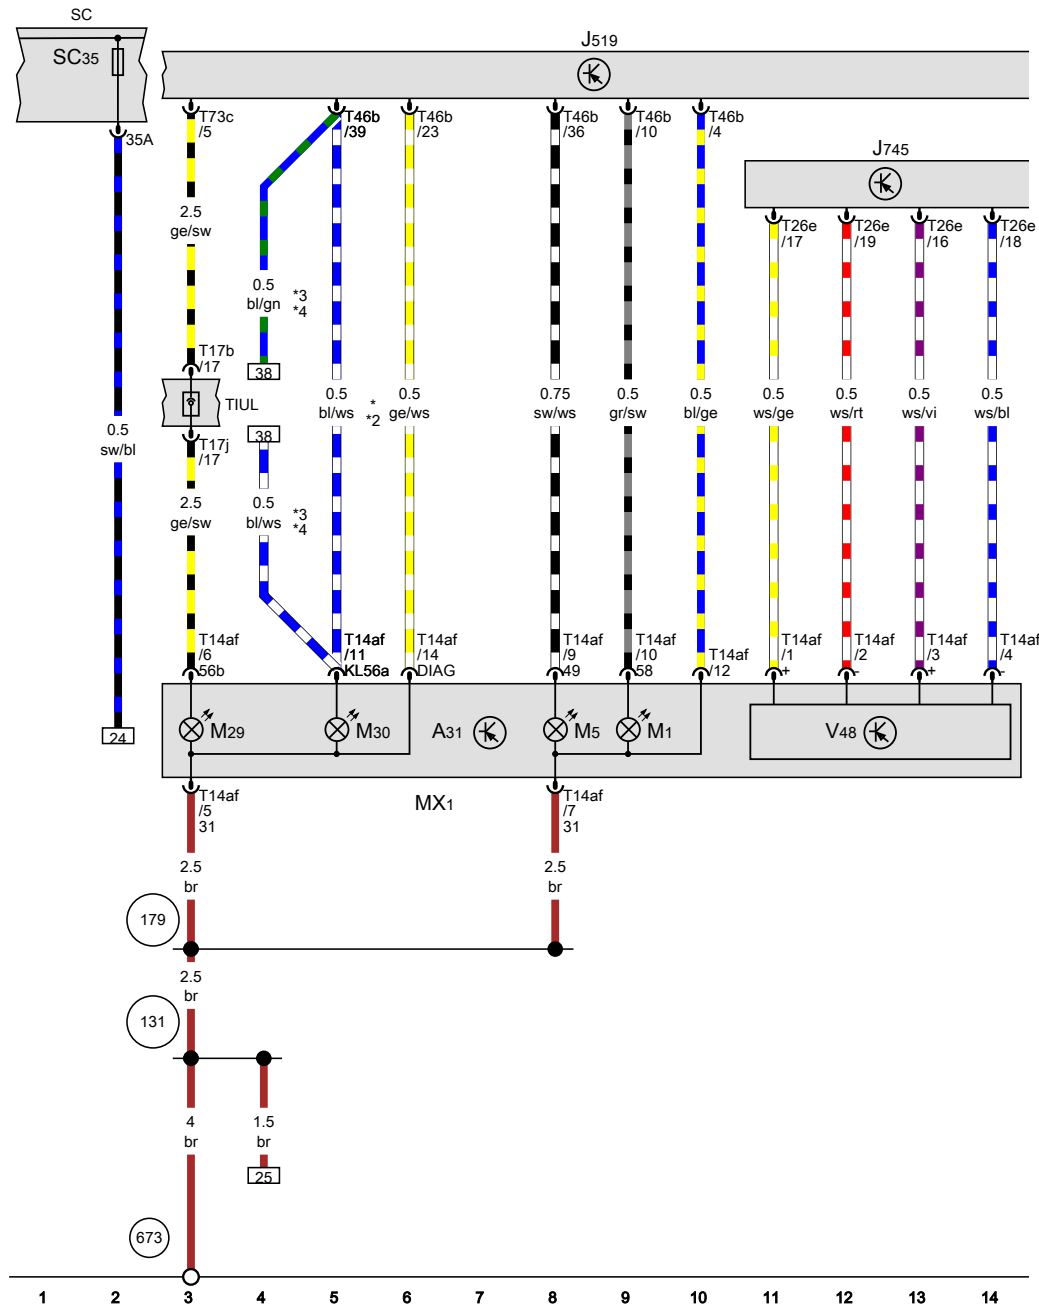 SC
SC35
J519
35A
T73c
/5
T46b
/39
T46b
/23
T46b
/36
T46b
/10
T46b
/4
J745
T26e
/17
T26e
/19
T26e
/16
T26e
/18
2.5
ge/sw
0.5
bl/gn
*3
*4
T17b
/17
38
TIUL
0.5
sw/bl
0.5
bl/ws
*
*2
0.5
ge/ws
0.75
sw/ws
0.5
gr/sw
0.5
bl/ge
0.5
ws/ge
0.5
ws/rt
0.5
ws/vi
0.5
ws/bl
T17j
/17
38
2.5
ge/sw
0.5
bl/ws
*3
*4
T14af
/6
56b
T14af
/11
KL56a
T14af
/14
DIAG
T14af
/9
49
T14af
/10
58
T14af
/12
T14af
/1
+
T14af
/2
-
T14af
/3
+
T14af
/4
-
24
M29
M30
A31
M5
M1
V48
T14af
/5
31
MX1
T14af
/7
31
2.5
br
2.5
br
179
2.5
br
131
4
br
1.5
br
25
673
1 2 3 4 5 6 7 8 9 10 11 12 13 14